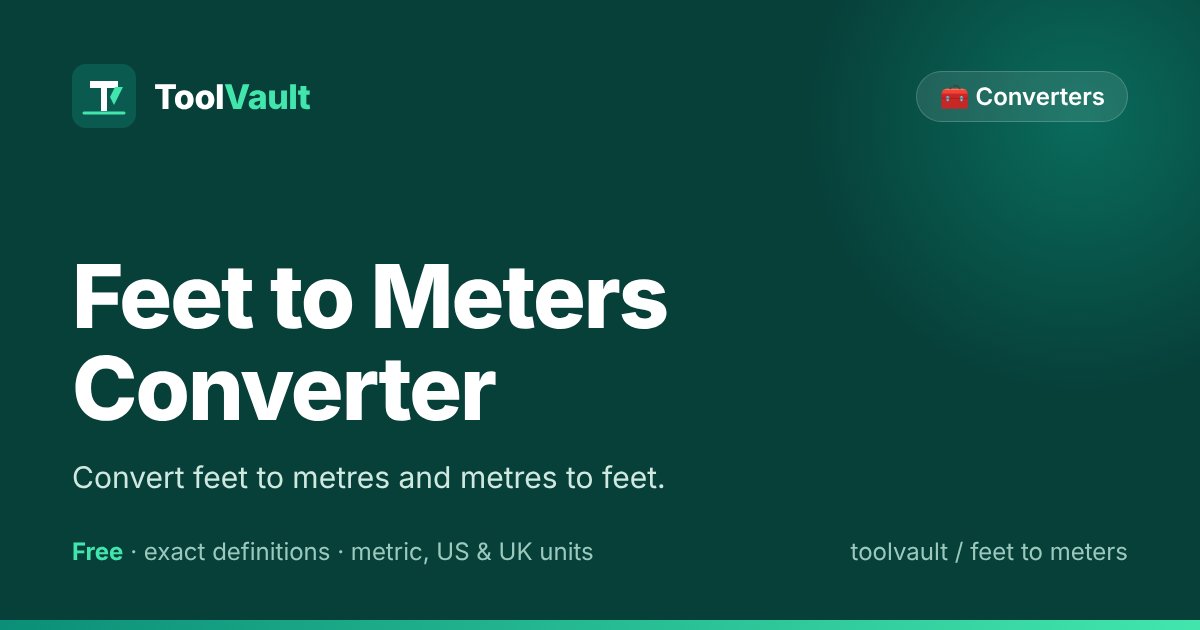 ToolVault
Converters
Feet to Meters
Converter
Convert feet to metres and metres to feet.
Free · exact definitions · metric, US & UK units
toolvault / feet to meters